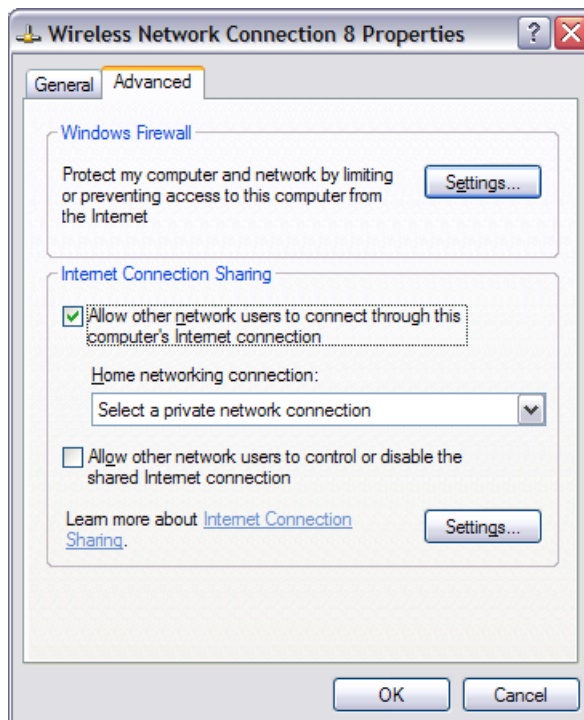 Wireless Network Connection 8 Properties
General
Advanced
Windows Firewall
Protect my computer and network by limiting
or preventing access to this computer from
the Internet
Settings...
Internet Connection Sharing
Allow other network users to connect through this
computer's Internet connection
Home networking connection:
Select a private network connection
Allow other network users to control or disable the
shared Internet connection
Learn more about Internet Connection
Sharing.
Settings...
OK
Cancel